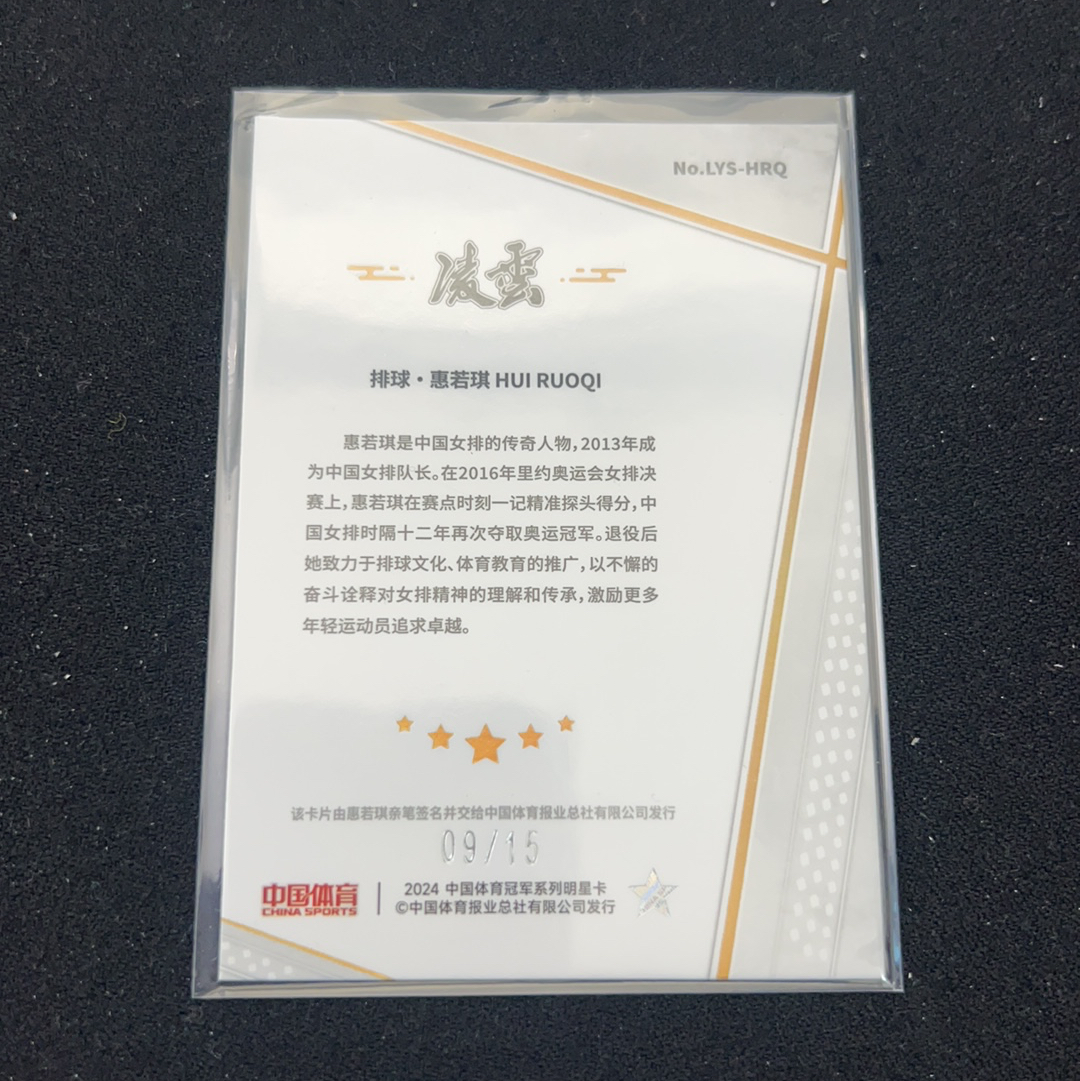 No.LYS-HRQ
凌雲
排球·惠若琪 HUI RUOQI
惠若琪是中国女排的传奇人物，2013年成
为中国女排队长。在2016年里约奥运会女排决
赛上，惠若琪在赛点时刻一记精准探头得分，中
国女排时隔十二年再次夺取奥运冠军。退役后
她致力于排球文化、体育教育的推广，以不懈的
奋斗诠释对女排精神的理解和传承，激励更多
年轻运动员追求卓越。
该卡片由惠若琪亲笔签名并交给中国体育报业总社有限公司发行
09/15
中国体育
CHINA SPORTS
2024 中国体育冠军系列明星卡
©中国体育报业总社有限公司发行